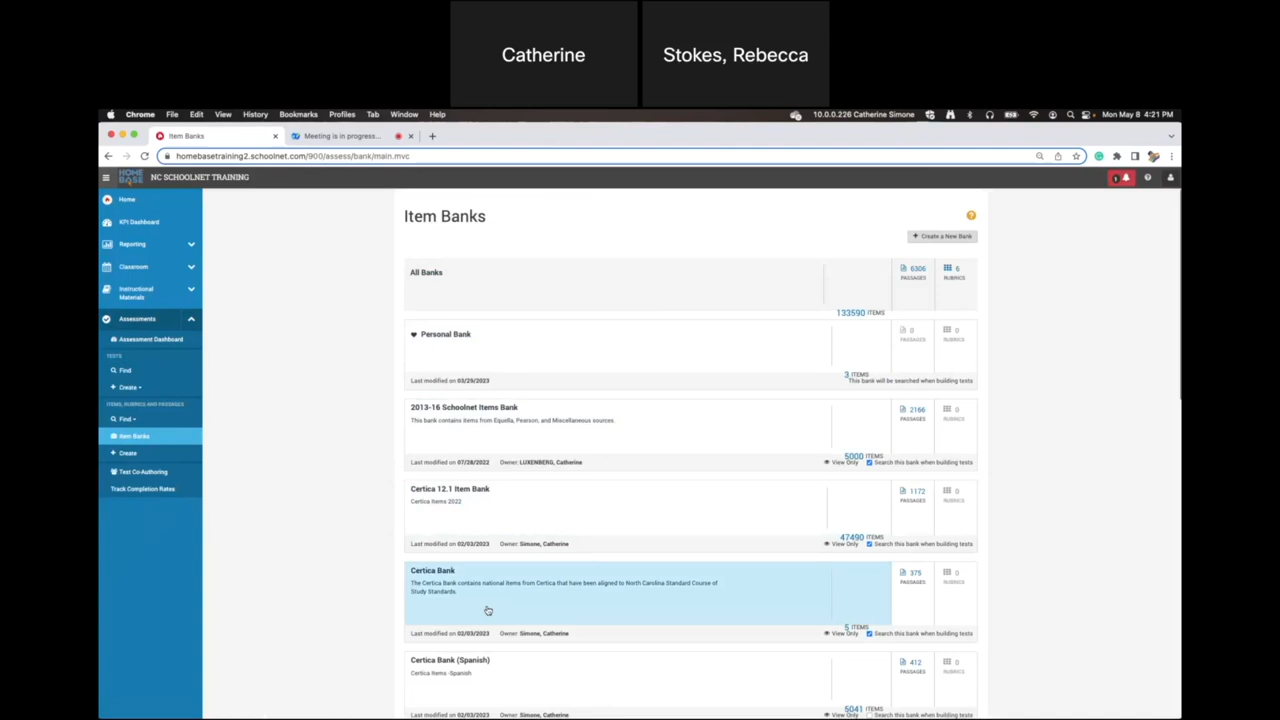 Catherine
Stokes, Rebecca
Chrome File Edit View History Bookmarks Profiles Tab Window Help
10.0.0.226 Catherine Simone
Mon May 8 4:21 PM
Item Banks
Meeting is in progress...
homebasetraining2.schoolnet.com/900/assess/bank/main.mvc
HOME BASE
NC SCHOOLNET TRAINING
1
Home
KPI Dashboard
Reporting
Classroom
Instructional
Materials
Assessments
Assessment Dashboard
TESTS
Find
+ Create
ITEMS, RUBRICS AND PASSAGES
Find
Item Banks
+ Create
Test Co-Authoring
Track Completion Rates
Item Banks
+ Create a New Bank
All Banks
6306
PASSAGES
6
RUBRICS
133590 ITEMS
Personal Bank
0
PASSAGES
0
RUBRICS
3 ITEMS
Last modified on 03/29/2023
This bank will be searched when building tests
2013-16 Schoolnet Items Bank
This bank contains items from Equella, Pearson, and Miscellaneous sources.
2166
PASSAGES
0
RUBRICS
5000 ITEMS
Last modified on 07/28/2022 Owner: LUXENBERG, Catherine
View Only Search this bank when building tests
Certica 12.1 Item Bank
Certica Items 2022
1172
PASSAGES
0
RUBRICS
47490 ITEMS
Last modified on 02/03/2023 Owner: Simone, Catherine
View Only Search this bank when building tests
Certica Bank
The Certica Bank contains national items from Certica that have been aligned to North Carolina Standard Course of
Study Standards.
375
PASSAGES
0
RUBRICS
5 ITEMS
Last modified on 02/03/2023 Owner: Simone, Catherine
View Only Search this bank when building tests
Certica Bank (Spanish)
Certica Items -Spanish
412
PASSAGES
0
RUBRICS
5041 ITEMS
Last modified on 02/03/2023 Owner: Simone, Catherine
View Only Search this bank when building tests